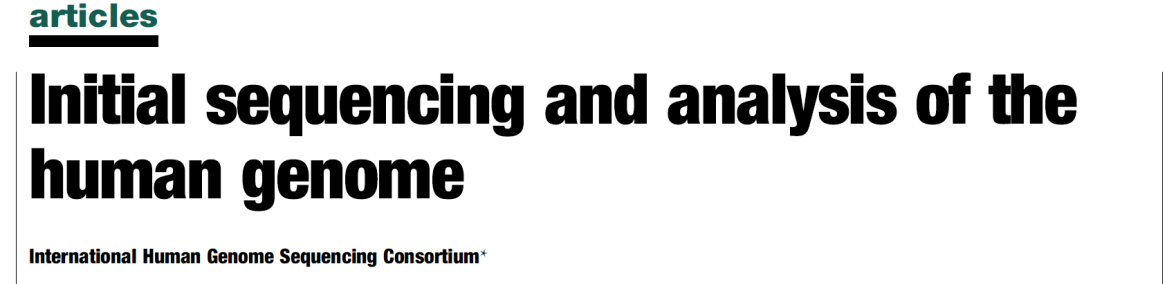 articles
Initial sequencing and analysis of the
human genome
International Human Genome Sequencing Consortium*